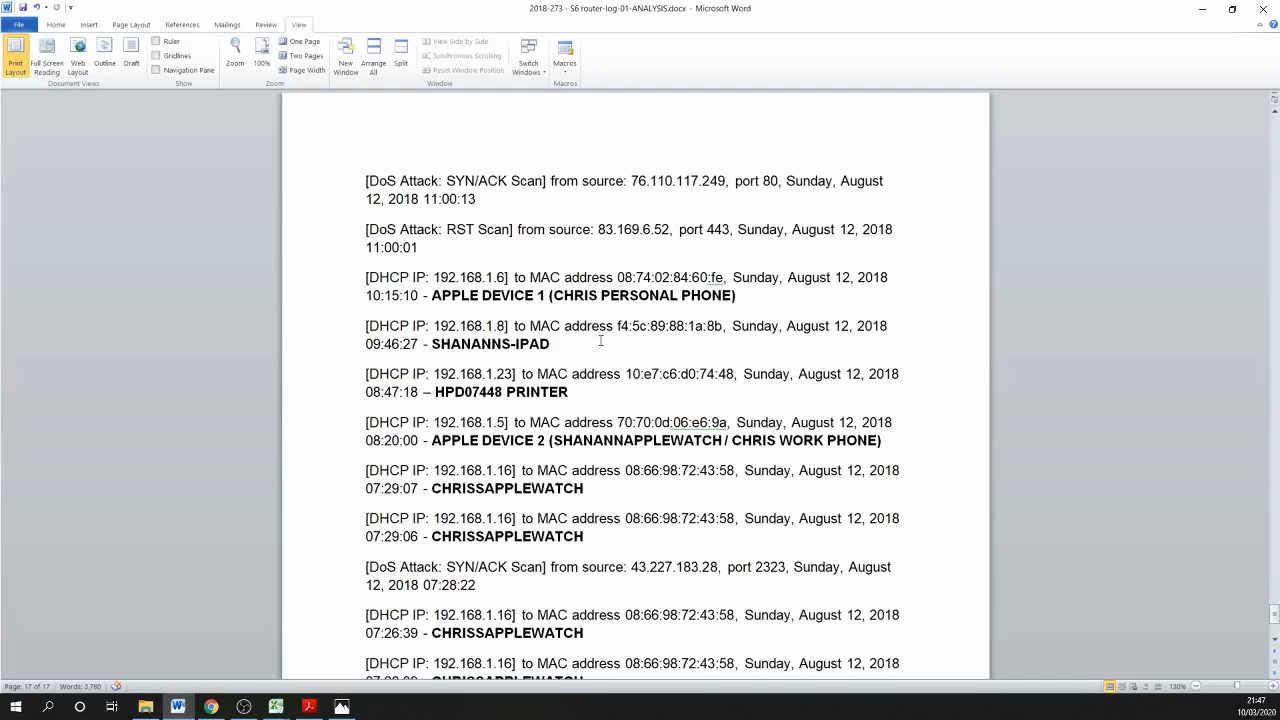 2018-273 - S6 router-log-01-ANALYSIS.docx - Microsoft Word
File Home Insert Page Layout References Mailings Review View
Print Layout
Full Screen Reading
Web Layout
Outline
Draft
Ruler
Gridlines
Navigation Pane
Zoom
100%
One Page
Two Pages
Page Width
New Window
Arrange All
Split
View Side by Side
Synchronous Scrolling
Reset Window Position
Switch Windows
Macros
Document Views Show Zoom Window Macros
[DoS Attack: SYN/ACK Scan] from source: 76.110.117.249, port 80, Sunday, August
12, 2018 11:00:13
[DoS Attack: RST Scan] from source: 83.169.6.52, port 443, Sunday, August 12, 2018
11:00:01
[DHCP IP: 192.168.1.6] to MAC address 08:74:02:84:60:fe, Sunday, August 12, 2018
10:15:10 - APPLE DEVICE 1 (CHRIS PERSONAL PHONE)
[DHCP IP: 192.168.1.8] to MAC address f4:5c:89:88:1a:8b, Sunday, August 12, 2018
09:46:27 - SHANANNS-IPAD
[DHCP IP: 192.168.1.23] to MAC address 10:e7:c6:d0:74:48, Sunday, August 12, 2018
08:47:18 – HPD07448 PRINTER
[DHCP IP: 192.168.1.5] to MAC address 70:70:0d:06:e6:9a, Sunday, August 12, 2018
08:20:00 - APPLE DEVICE 2 (SHANANNAPPLEWATCH / CHRIS WORK PHONE)
[DHCP IP: 192.168.1.16] to MAC address 08:66:98:72:43:58, Sunday, August 12, 2018
07:29:07 - CHRISSAPPLEWATCH
[DHCP IP: 192.168.1.16] to MAC address 08:66:98:72:43:58, Sunday, August 12, 2018
07:29:06 - CHRISSAPPLEWATCH
[DoS Attack: SYN/ACK Scan] from source: 43.227.183.28, port 2323, Sunday, August
12, 2018 07:28:22
[DHCP IP: 192.168.1.16] to MAC address 08:66:98:72:43:58, Sunday, August 12, 2018
07:26:39 - CHRISSAPPLEWATCH
[DHCP IP: 192.168.1.16] to MAC address 08:66:98:72:43:58, Sunday, August 12, 2018
CHRISSAPPLEWATCH
Page: 17 of 17 Words: 3,780
130%
21:47
10/03/2020